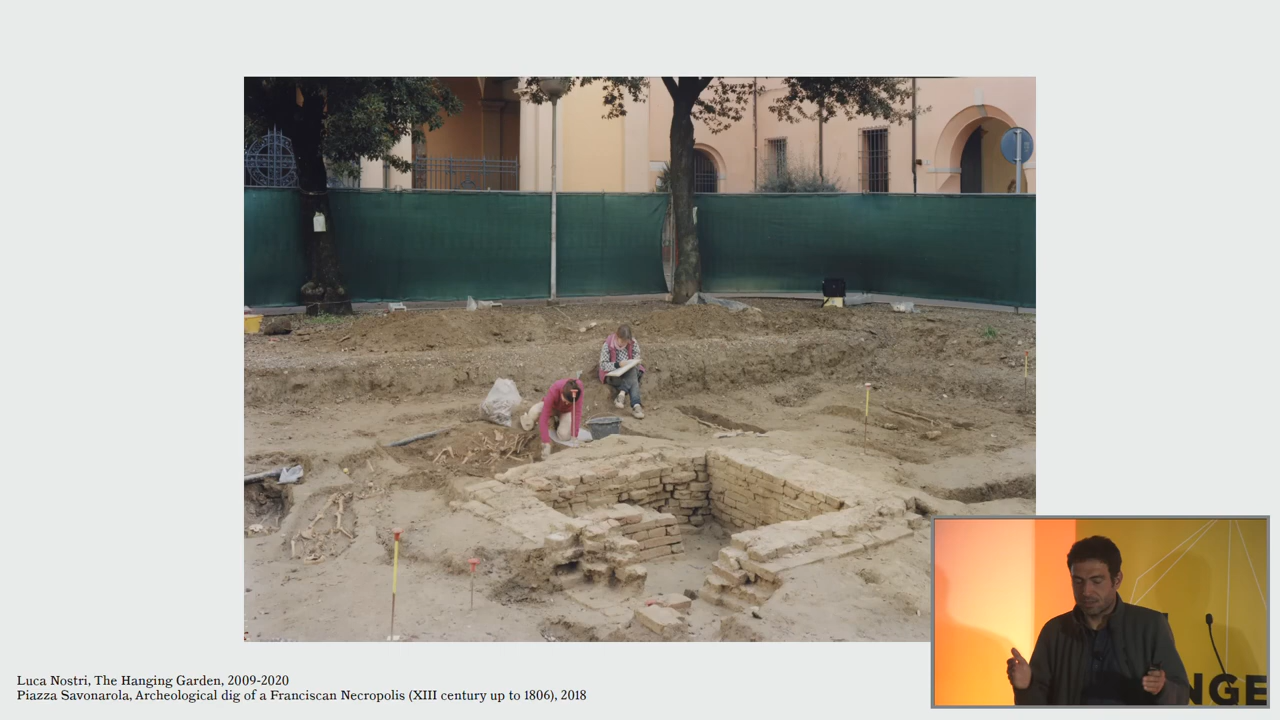 Luca Nostri, The Hanging Garden, 2009-2020
Piazza Savonarola, Archeological dig of a Franciscan Necropolis (XIII century up to 1806), 2018
NGE